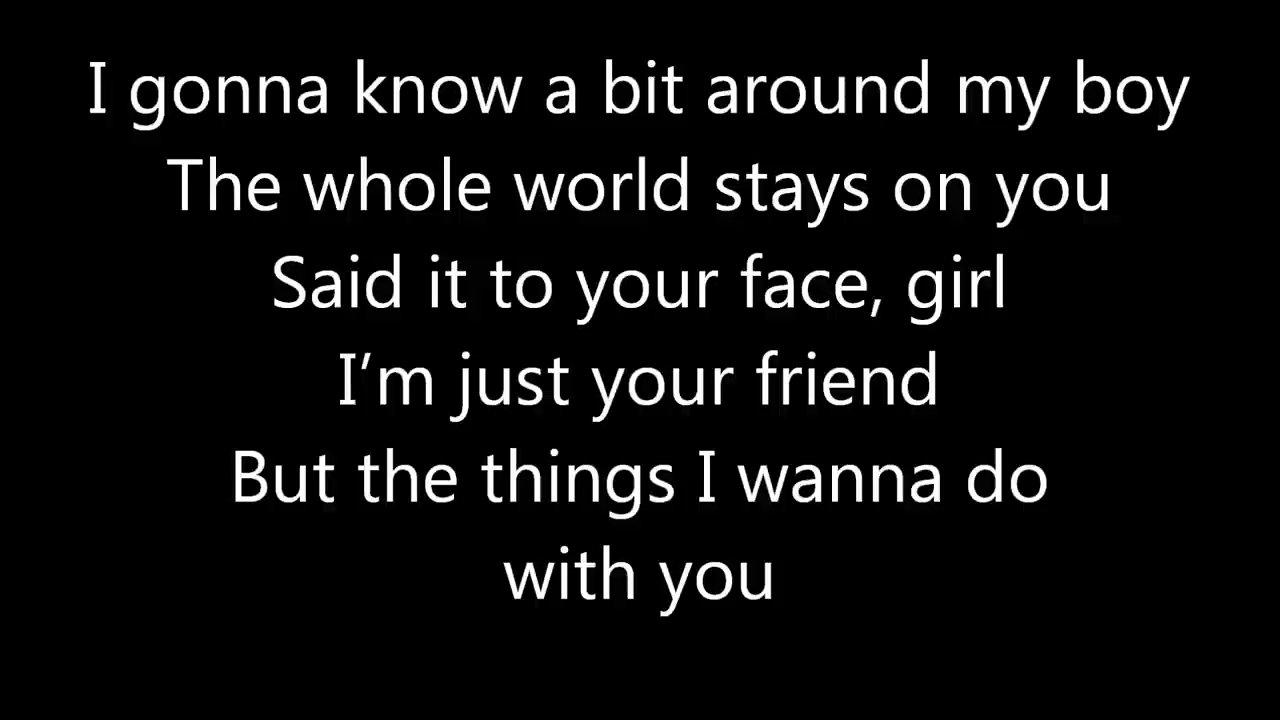 I gonna know a bit around my boy
The whole world stays on you
Said it to your face, girl
I’m just your friend
But the things I wanna do
with you